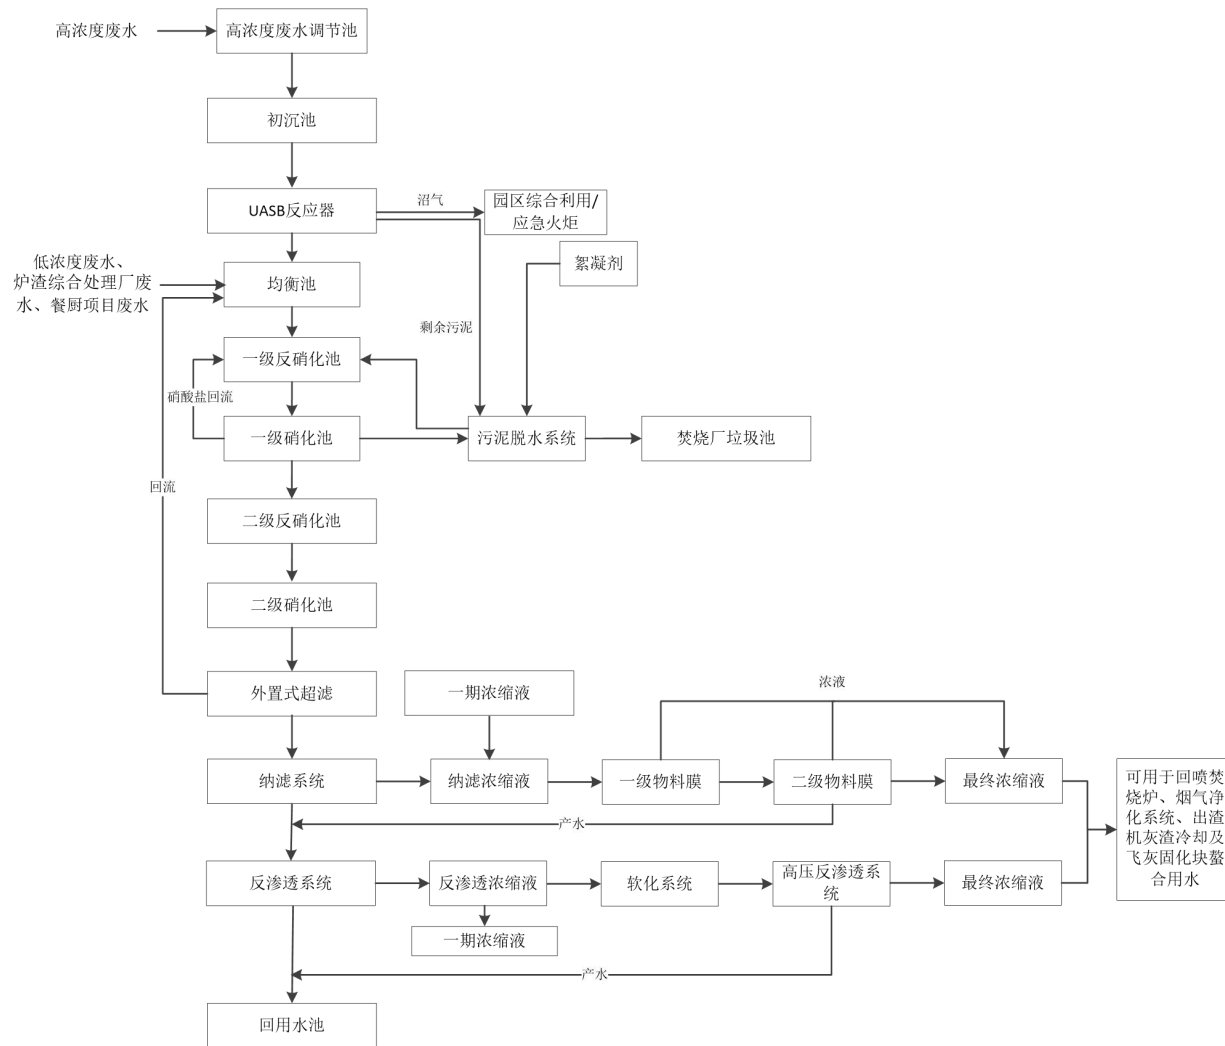 高浓度废水
高浓度废水调节池
初沉池
UASB反应器
沼气
园区综合利用/
应急火炬
低浓度废水、
炉渣综合处理厂废
水、餐厨项目废水
均衡池
絮凝剂
剩余污泥
一级反硝化池
硝酸盐回流
一级硝化池
污泥脱水系统
焚烧厂垃圾池
回流
二级反硝化池
二级硝化池
外置式超滤
一期浓缩液
浓液
纳滤系统
纳滤浓缩液
一级物料膜
二级物料膜
最终浓缩液
可用于回喷焚
烧炉、烟气净
化系统、出渣
机灰渣冷却及
飞灰固化块螯
合用水
产水
反渗透系统
反渗透浓缩液
软化系统
高压反渗透系
统
最终浓缩液
一期浓缩液
产水
回用水池